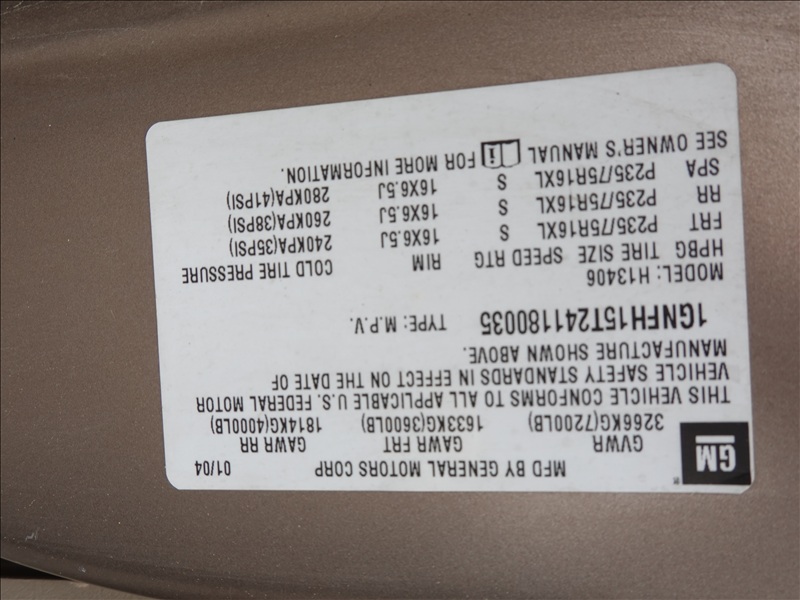 GM
MFD BY GENERAL MOTORS CORP 01/04
GVWR GAWR FRT GAWR RR
3266KG(7200LB) 1633KG(3600LB) 1814KG(4000LB)
THIS VEHICLE CONFORMS TO ALL APPLICABLE U.S. FEDERAL MOTOR
VEHICLE SAFETY STANDARDS IN EFFECT ON THE DATE OF
MANUFACTURE SHOWN ABOVE.
1GNFH15T241180035 TYPE: M.P.V.
MODEL: H13406
HPBG TIRE SIZE SPEED RTG RIM COLD TIRE PRESSURE
FRT P235/75R16XL S 16X6.5J 240KPA(35PSI)
RR P235/75R16XL S 16X6.5J 260KPA(38PSI)
SPA P235/75R16XL S 16X6.5J 280KPA(41PSI)
SEE OWNER'S MANUAL i FOR MORE INFORMATION.